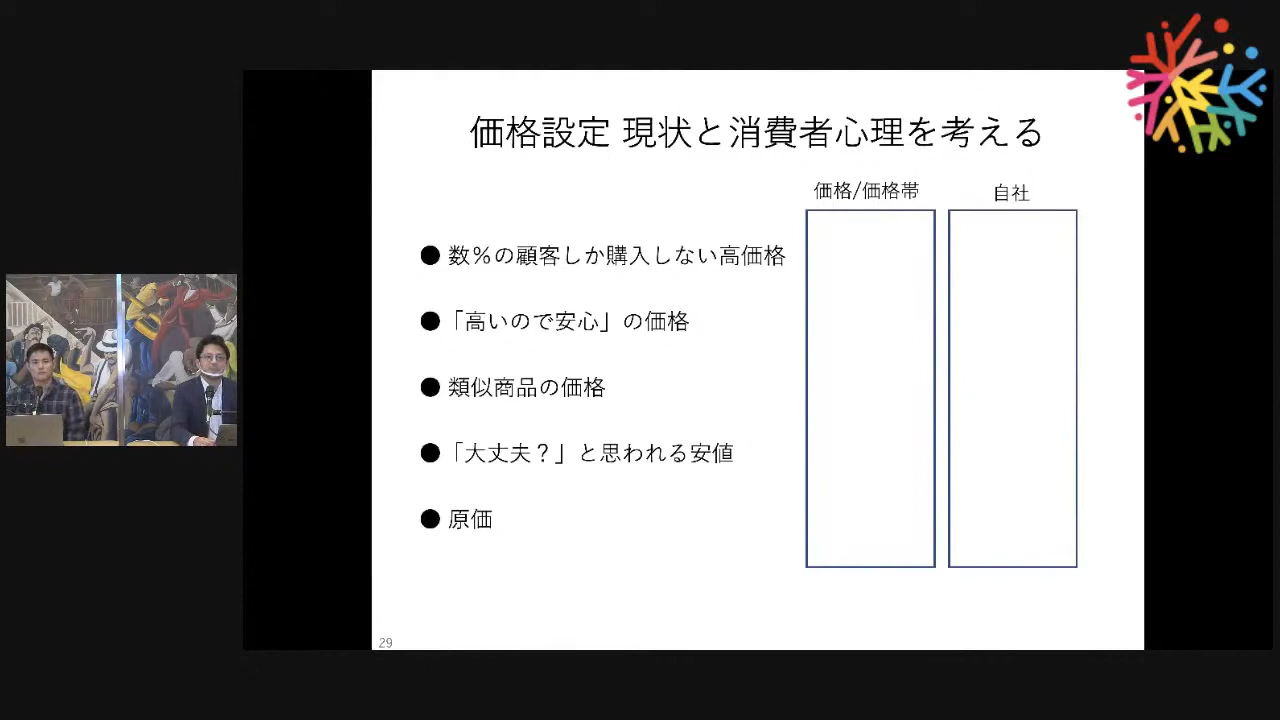 価格設定 現状と消費者心理を考える
価格/価格帯
自社
● 数％の顧客しか購入しない高価格
● 「高いので安心」の価格
● 類似商品の価格
● 「大丈夫？」と思われる安値
● 原価
29